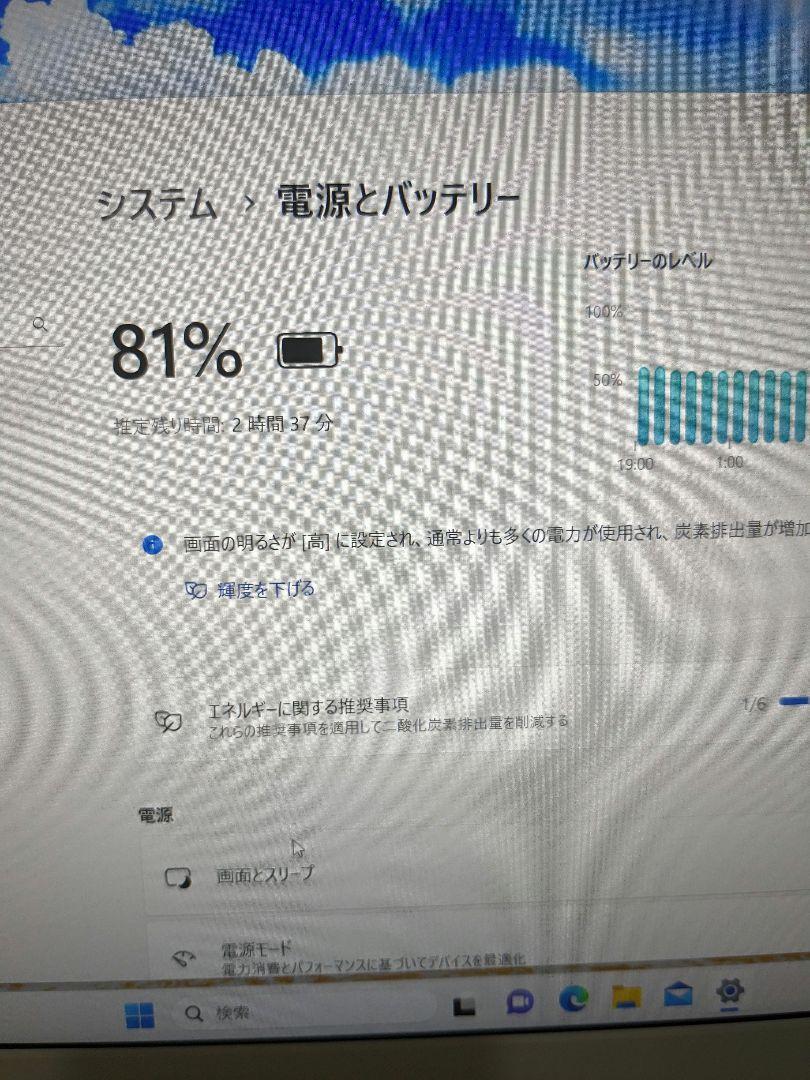 システム › 電源とバッテリー
バッテリーのレベル
100%
81%
50%
推定残り時間: 2 時間 37 分
19:00
1:00
画面の明るさが [高] に設定され、通常よりも多くの電力が使用され、炭素排出量が増加
輝度を下げる
エネルギーに関する推奨事項
これらの推奨事項を適用して二酸化炭素排出量を削減する
1/6
電源
画面とスリープ
電源モード
電力消費とパフォーマンスに基づいてデバイスを最適化
検索